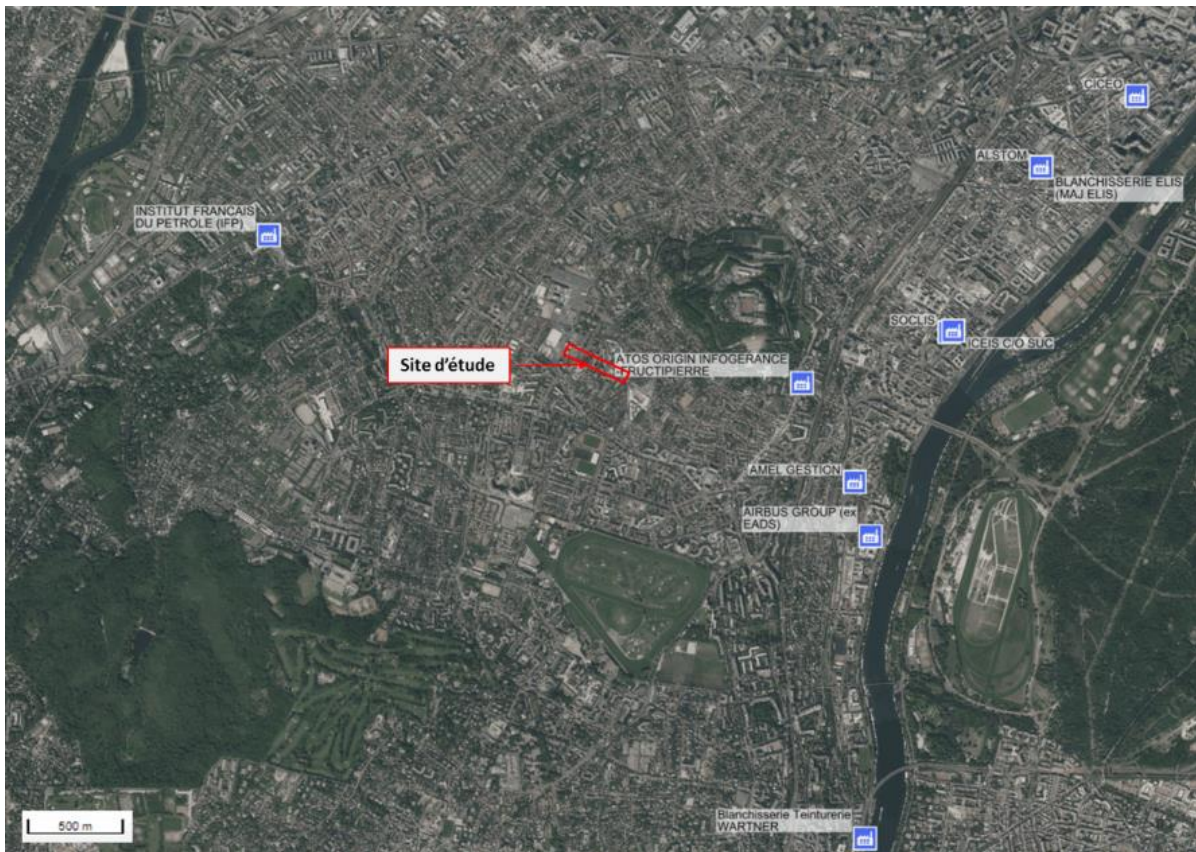 CICEO
ALSTOM
BLANCHISSERIE ELIS
(MAJ ELIS)
INSTITUT FRANCAIS
DU PETROLE (IFP)
SOCLIS
ICEIS C/O SUC
Site d'étude
ATOS ORIGIN INFOGERANCE
FRUCTIPIERRE
AMEL GESTION
AIRBUS GROUP (ex
EADS)
500 m
Blanchisserie Teinturerie
WARTNER